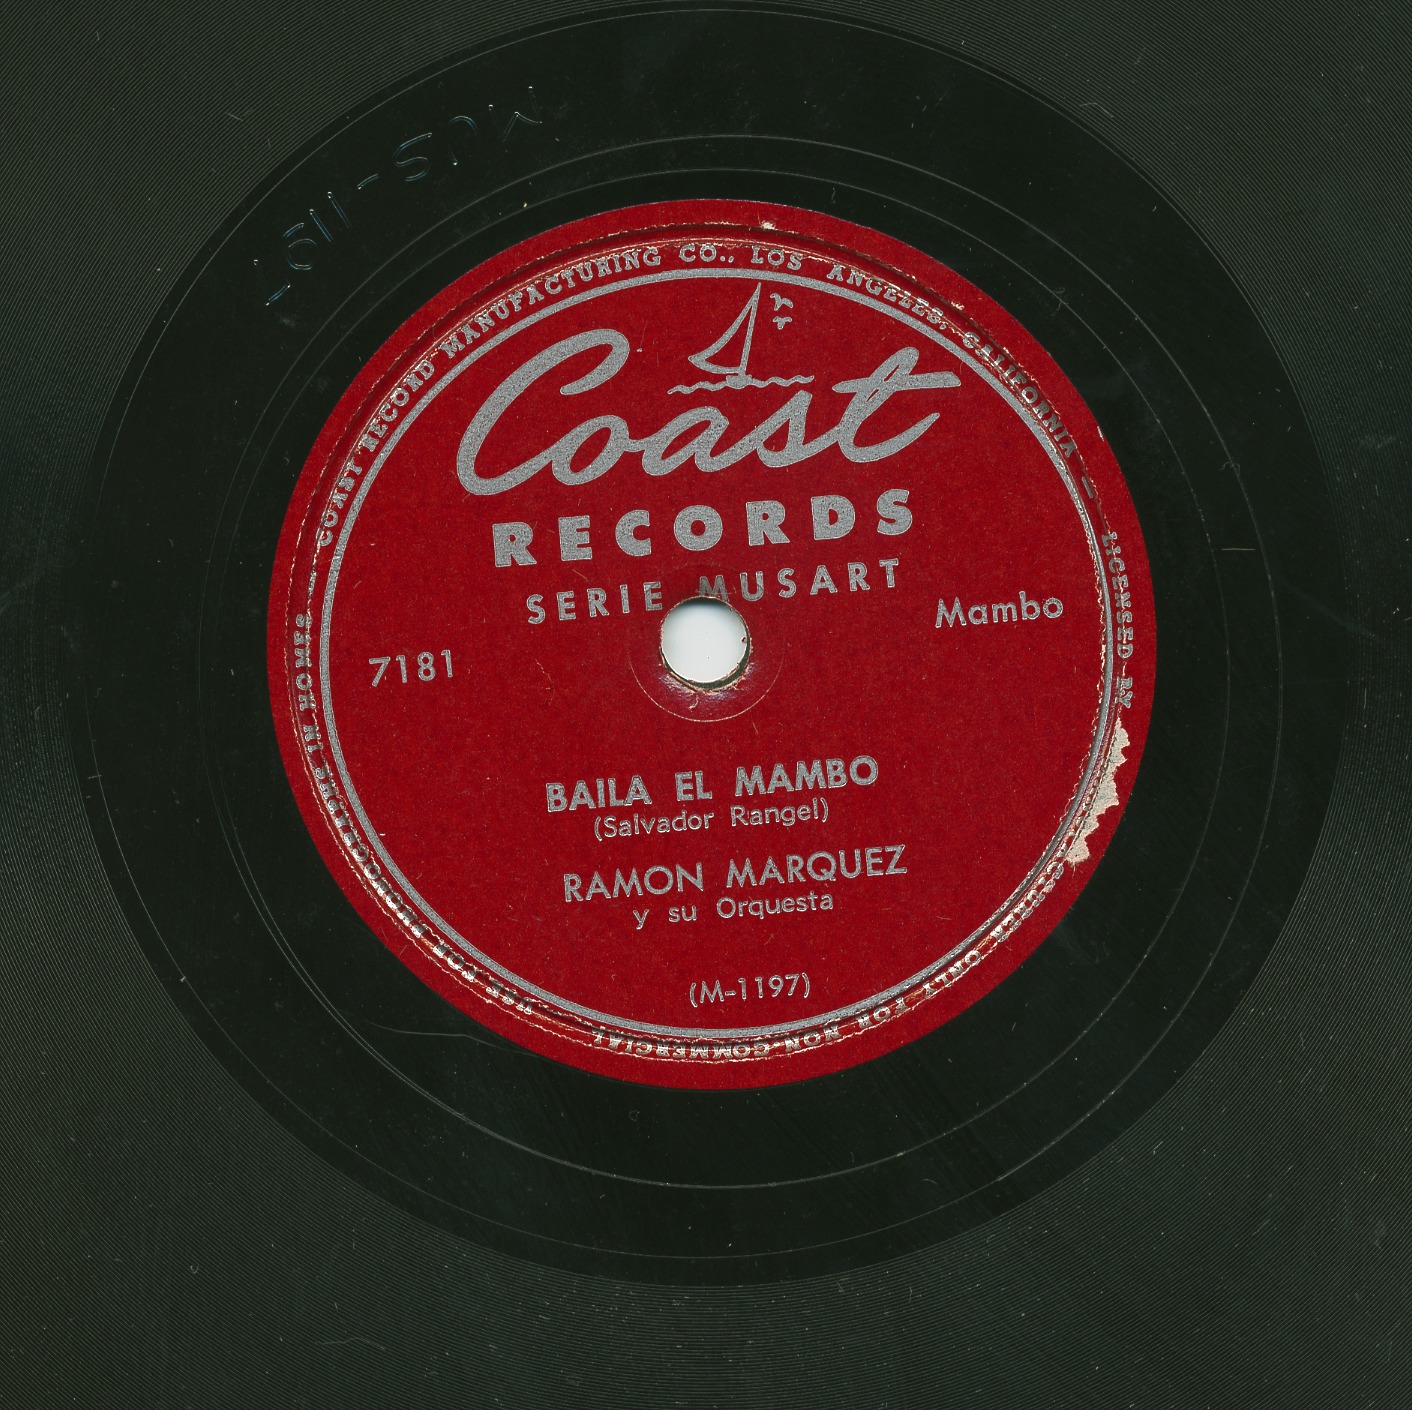 MUS-1197
COAST RECORD MANUFACTURING CO., LOS ANGELES, CALIFORNIA — LICENSED BY
ONLY FOR NON-COMMERCIAL USE
IN HOMES
Coast
RECORDS
SERIE MUSART
Mambo
7181
BAILA EL MAMBO
(Salvador Rangel)
RAMON MARQUEZ
y su Orquesta
(M-1197)